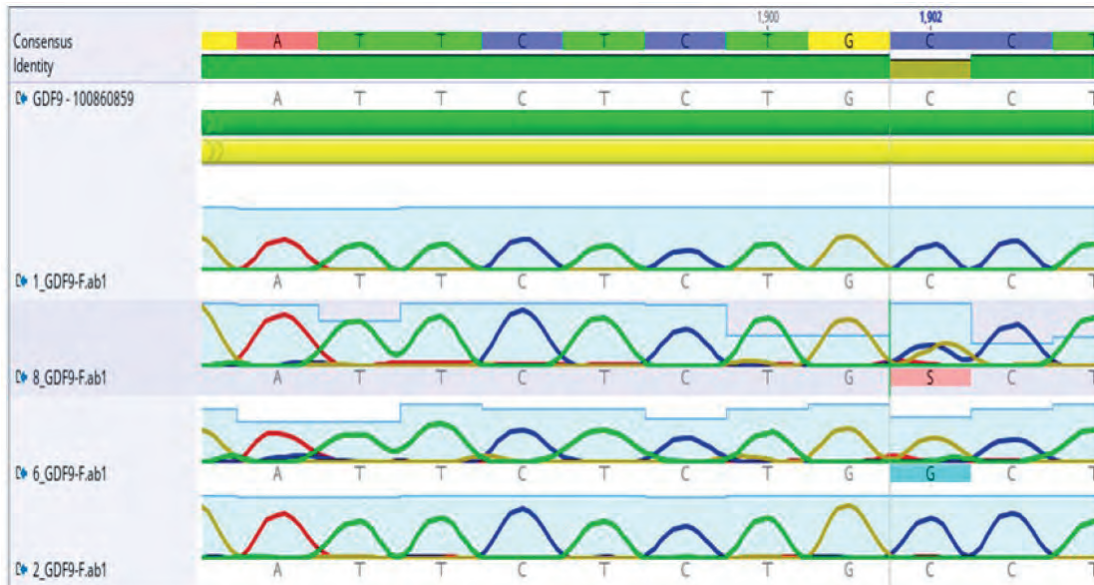 1,900 1,902
Consensus A T T C T C T G C C T
Identity
GDF9 - 100860859 A T T C T C T G C C T
1_GDF9-F.ab1 A T T C T C T G C C T
8_GDF9-F.ab1 A T T C T C T G S C T
6_GDF9-F.ab1 A T T C T C T G G C T
2_GDF9-F.ab1 A T T C T C T G C C T